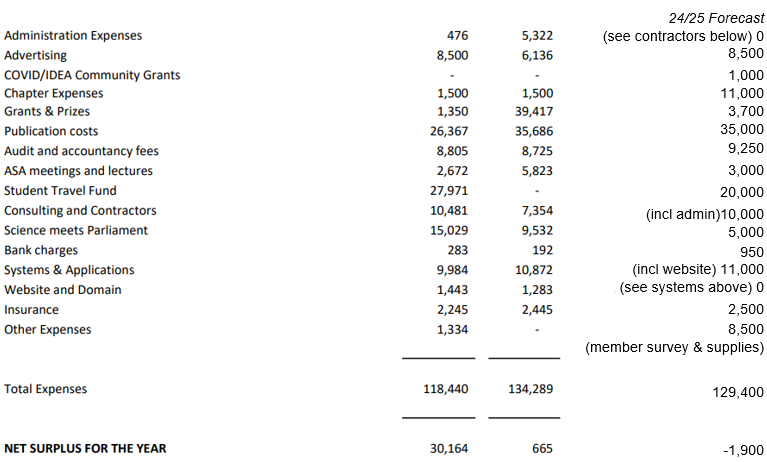 24/25 Forecast
Administration Expenses 476 5,322 (see contractors below) 0
Advertising 8,500 6,136 8,500
COVID/IDEA Community Grants - - 1,000
Chapter Expenses 1,500 1,500 11,000
Grants & Prizes 1,350 39,417 3,700
Publication costs 26,367 35,686 35,000
Audit and accountancy fees 8,805 8,725 9,250
ASA meetings and lectures 2,672 5,823 3,000
Student Travel Fund 27,971 - 20,000
Consulting and Contractors 10,481 7,354 (incl admin)10,000
Science meets Parliament 15,029 9,532 5,000
Bank charges 283 192 950
Systems & Applications 9,984 10,872 (incl website) 11,000
Website and Domain 1,443 1,283 (see systems above) 0
Insurance 2,245 2,445 2,500
Other Expenses 1,334 - 8,500
(member survey & supplies)
Total Expenses 118,440 134,289 129,400
NET SURPLUS FOR THE YEAR 30,164 665 -1,900